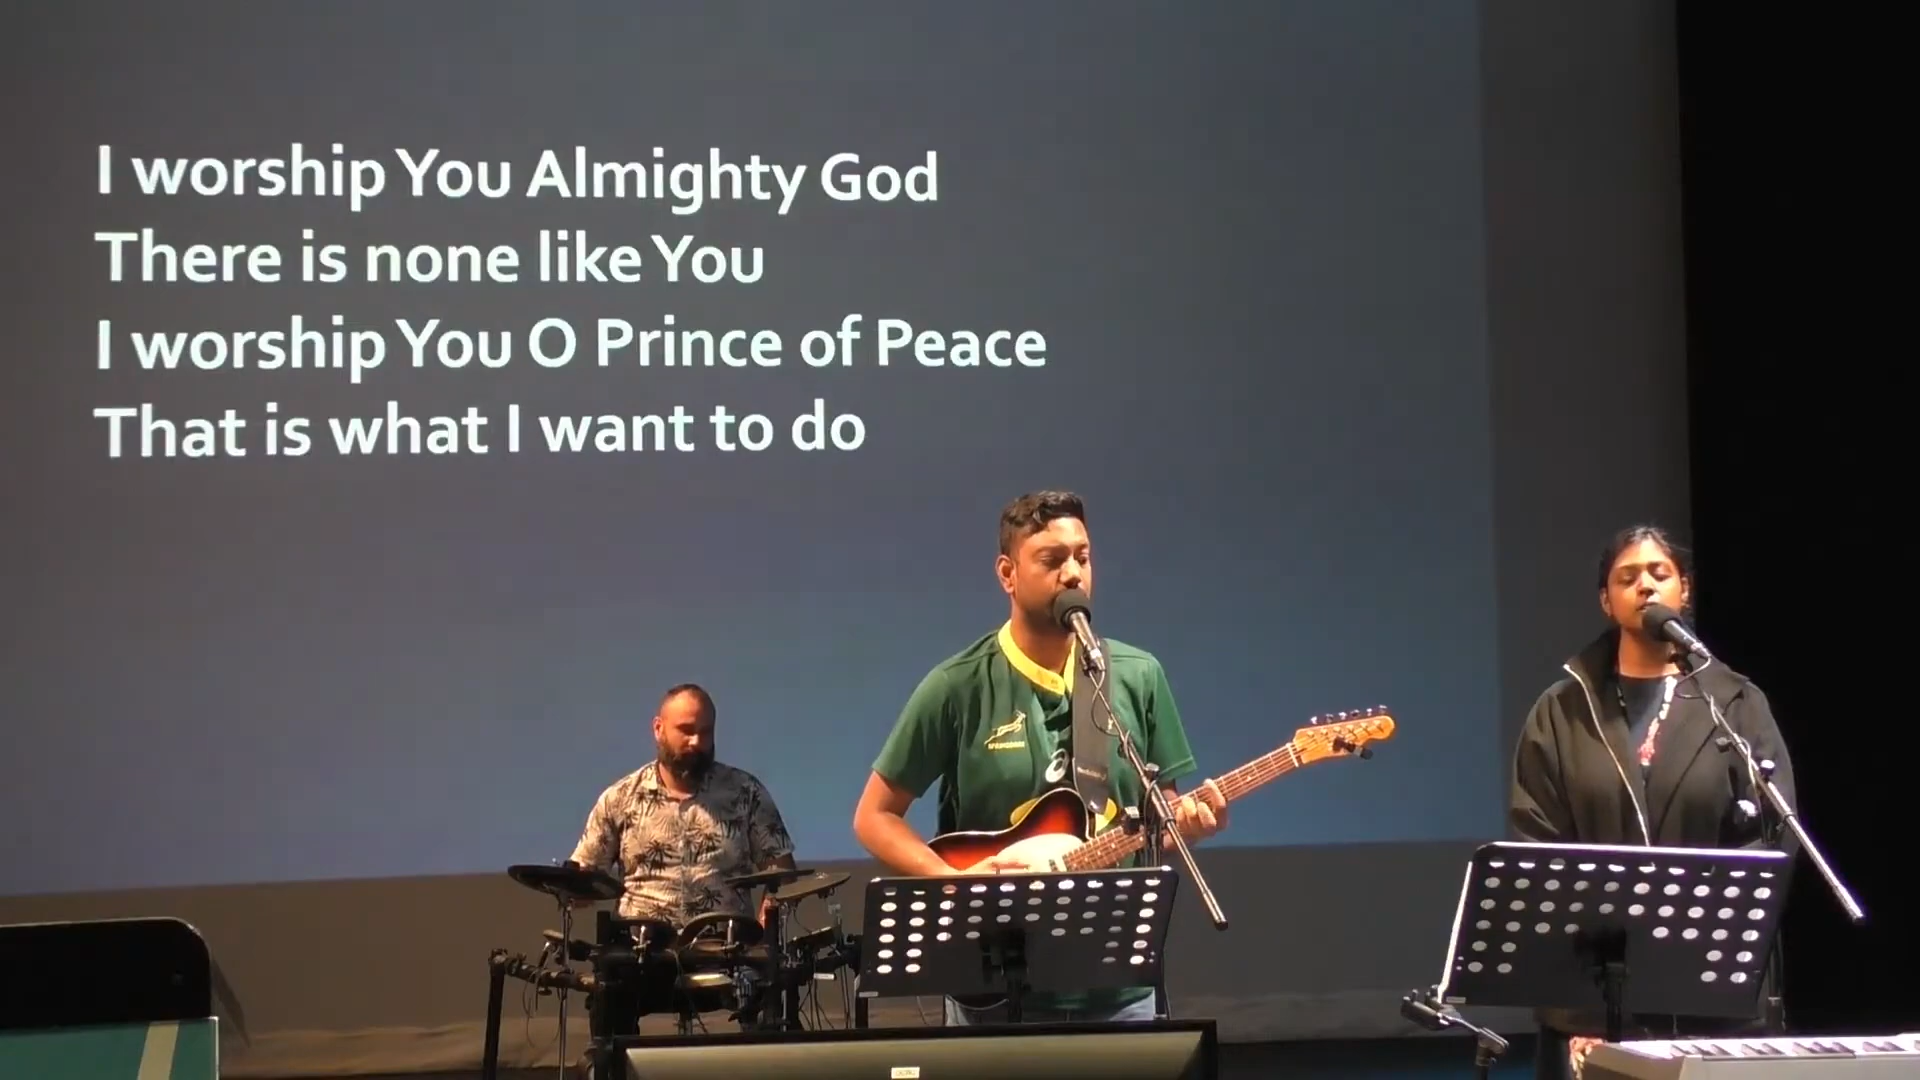 I worship You Almighty God
There is none like You
I worship You O Prince of Peace
That is what I want to do